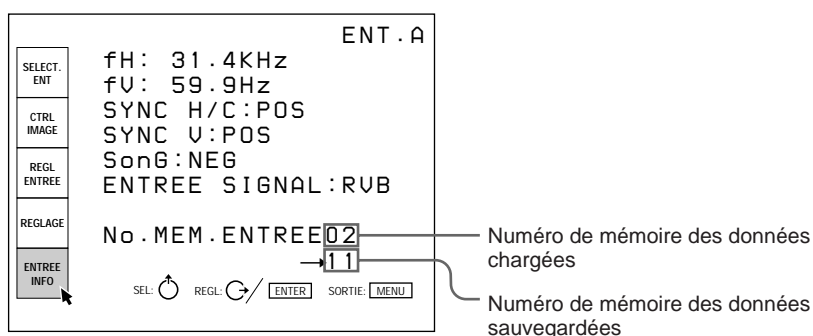 ENT.A
SELECT.
ENT
CTRL
IMAGE
REGL
ENTREE
REGLAGE
ENTREE
INFO
fH: 31.4KHz
fV: 59.9Hz
SYNC H/C:POS
SYNC V:POS
SonG:NEG
ENTREE SIGNAL:RVB
No.MEM.ENTREE02
→11
SEL: REGL: / ENTER SORTIE: MENU
Numéro de mémoire des données
chargées
Numéro de mémoire des données
sauvegardées